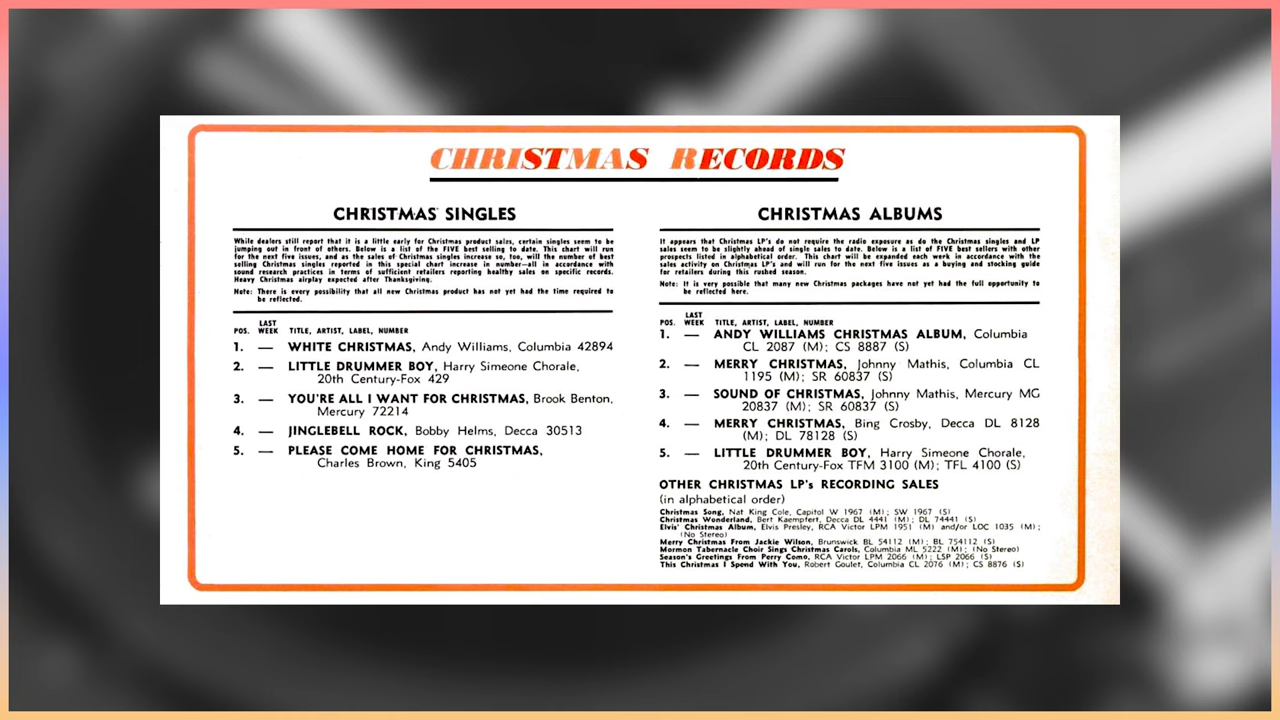 CHRISTMAS RECORDS
CHRISTMAS SINGLES
While dealers still report that it is a little early for Christmas product sales, certain singles seem to be
jumping out in front of others. Below is a list of the FIVE best selling to date. This chart will run
for the next five issues, and as the sales of Christmas singles increase so, too, will the number of best
selling Christmas singles reported in this special chart increase in number—all in accordance with
sound research practices in terms of sufficient retailers reporting healthy sales on specific records.
Heavy Christmas airplay expected after Thanksgiving.
Note: There is every possibility that all new Christmas product has not yet had the time required to
be reflected.
LAST
POS. WEEK TITLE, ARTIST, LABEL, NUMBER
1. — WHITE CHRISTMAS, Andy Williams, Columbia 42894
2. — LITTLE DRUMMER BOY, Harry Simeone Chorale,
20th Century-Fox 429
3. — YOU'RE ALL I WANT FOR CHRISTMAS, Brook Benton,
Mercury 72214
4. — JINGLEBELL ROCK, Bobby Helms, Decca 30513
5. — PLEASE COME HOME FOR CHRISTMAS,
Charles Brown, King 5405
CHRISTMAS ALBUMS
It appears that Christmas LP's do not require the radio exposure as do the Christmas singles and LP
sales seem to be slightly ahead of single sales to date. Below is a list of FIVE best sellers with other
prospects listed in alphabetical order. This chart will be expanded each werk in accordance with the
sales activity on Christmas LP's and will run for the next five issues as a buying and stocking guide
for retailers during this rushed season.
Note: It is very possible that many new Christmas packages have not yet had the full opportunity to
be reflected here.
LAST
POS. WEEK TITLE, ARTIST, LABEL, NUMBER
1. — ANDY WILLIAMS CHRISTMAS ALBUM, Columbia
CL 2087 (M); CS 8887 (S)
2. — MERRY CHRISTMAS, Johnny Mathis, Columbia CL
1195 (M); SR 60837 (S)
3. — SOUND OF CHRISTMAS, Johnny Mathis, Mercury MG
20837 (M); SR 60837 (S)
4. — MERRY CHRISTMAS, Bing Crosby, Decca DL 8128
(M); DL 78128 (S)
5. — LITTLE DRUMMER BOY, Harry Simeone Chorale,
20th Century-Fox TFM 3100 (M); TFL 4100 (S)
OTHER CHRISTMAS LP's RECORDING SALES
(in alphabetical order)
Christmas Song, Nat King Cole, Capitol W 1967 (M); SW 1967 (S)
Christmas Wonderland, Bert Kaempfert, Decca DL 4441 (M); DL 74441 (S)
Elvis' Christmas Album, Elvis Presley, RCA Victor LPM 1951 (M) and/or LOC 1035 (M);
(No Stereo)
Merry Christmas From Jackie Wilson, Brunswick BL 54112 (M); BL 754112 (S)
Mormon Tabernacle Choir Sings Christmas Carols, Columbia ML 5222 (M); (No Stereo)
Season's Greetings From Perry Como, RCA Victor LPM 2066 (M); LSP 2066 (S)
This Christmas I Spend With You, Robert Goulet, Columbia CL 2076 (M); CS 8876 (S)